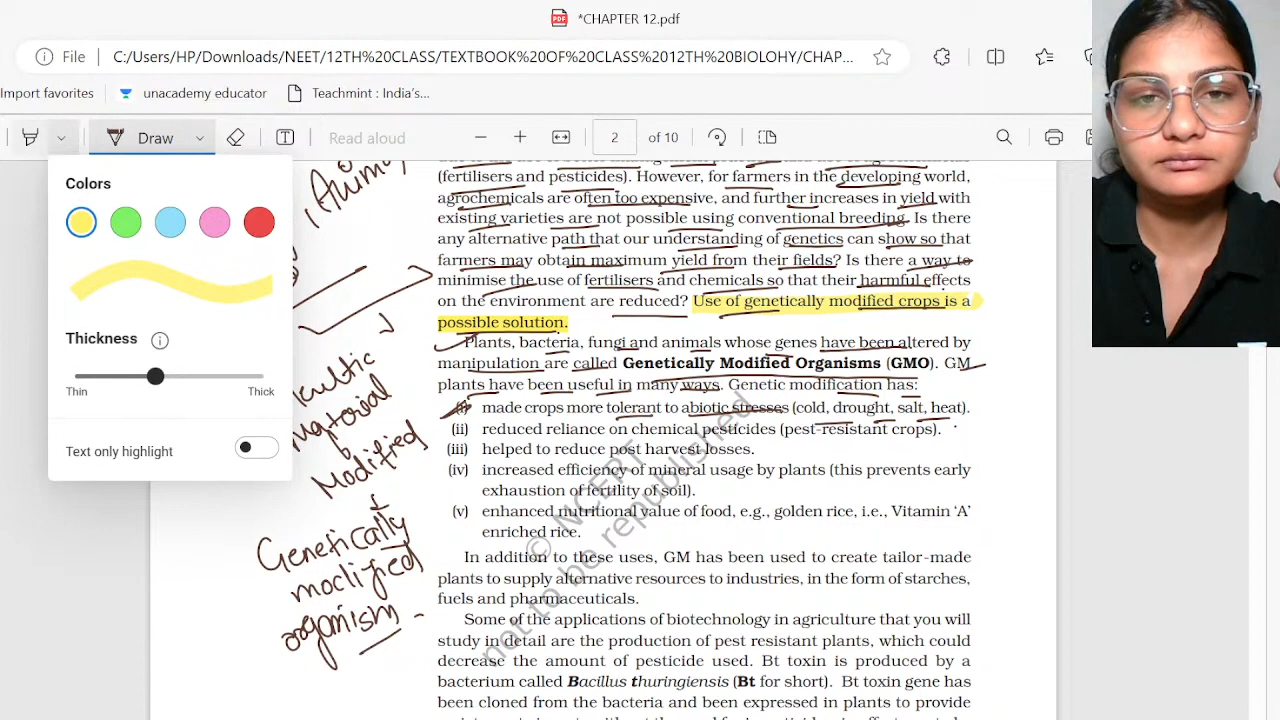 *CHAPTER 12.pdf
File C:/Users/HP/Downloads/NEET/12TH%20CLASS/TEXTBOOK%20OF%20CLASS%2012TH%20BIOLOHY/CHAP...
Import favorites unacademy educator Teachmint : India's...
Draw Read aloud 2 of 10
Colors
Thickness
Thin Thick
Text only highlight
(fertilisers and pesticides). However, for farmers in the developing world,
agrochemicals are often too expensive, and further increases in yield with
existing varieties are not possible using conventional breeding. Is there
any alternative path that our understanding of genetics can show so that
farmers may obtain maximum yield from their fields? Is there a way to
minimise the use of fertilisers and chemicals so that their harmful effects
on the environment are reduced? Use of genetically modified crops is a
possible solution.
Plants, bacteria, fungi and animals whose genes have been altered by
manipulation are called Genetically Modified Organisms (GMO). GM
plants have been useful in many ways. Genetic modification has:
(i) made crops more tolerant to abiotic stresses (cold, drought, salt, heat).
(ii) reduced reliance on chemical pesticides (pest-resistant crops).
(iii) helped to reduce post harvest losses.
(iv) increased efficiency of mineral usage by plants (this prevents early
exhaustion of fertility of soil).
(v) enhanced nutritional value of food, e.g., golden rice, i.e., Vitamin 'A'
enriched rice.
In addition to these uses, GM has been used to create tailor-made
plants to supply alternative resources to industries, in the form of starches,
fuels and pharmaceuticals.
Some of the applications of biotechnology in agriculture that you will
study in detail are the production of pest resistant plants, which could
decrease the amount of pesticide used. Bt toxin is produced by a
bacterium called Bacillus thuringiensis (Bt for short). Bt toxin gene has
been cloned from the bacteria and been expressed in plants to provide
Material
Modified
Genetically
modified
organism
© NCERT
not to be republished